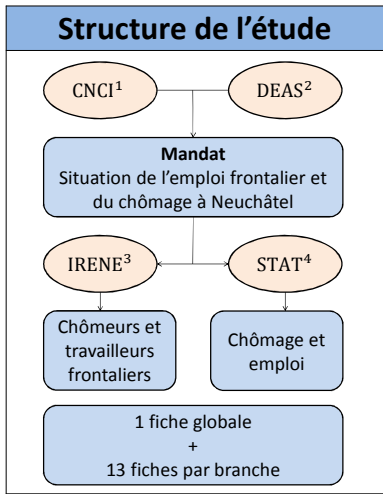 Structure de l'étude
CNCI¹
DEAS²
Mandat
Situation de l'emploi frontalier et
du chômage à Neuchâtel
IRENE³
STAT⁴
Chômeurs et
travailleurs
frontaliers
Chômage et
emploi
1 fiche globale
+
13 fiches par branche